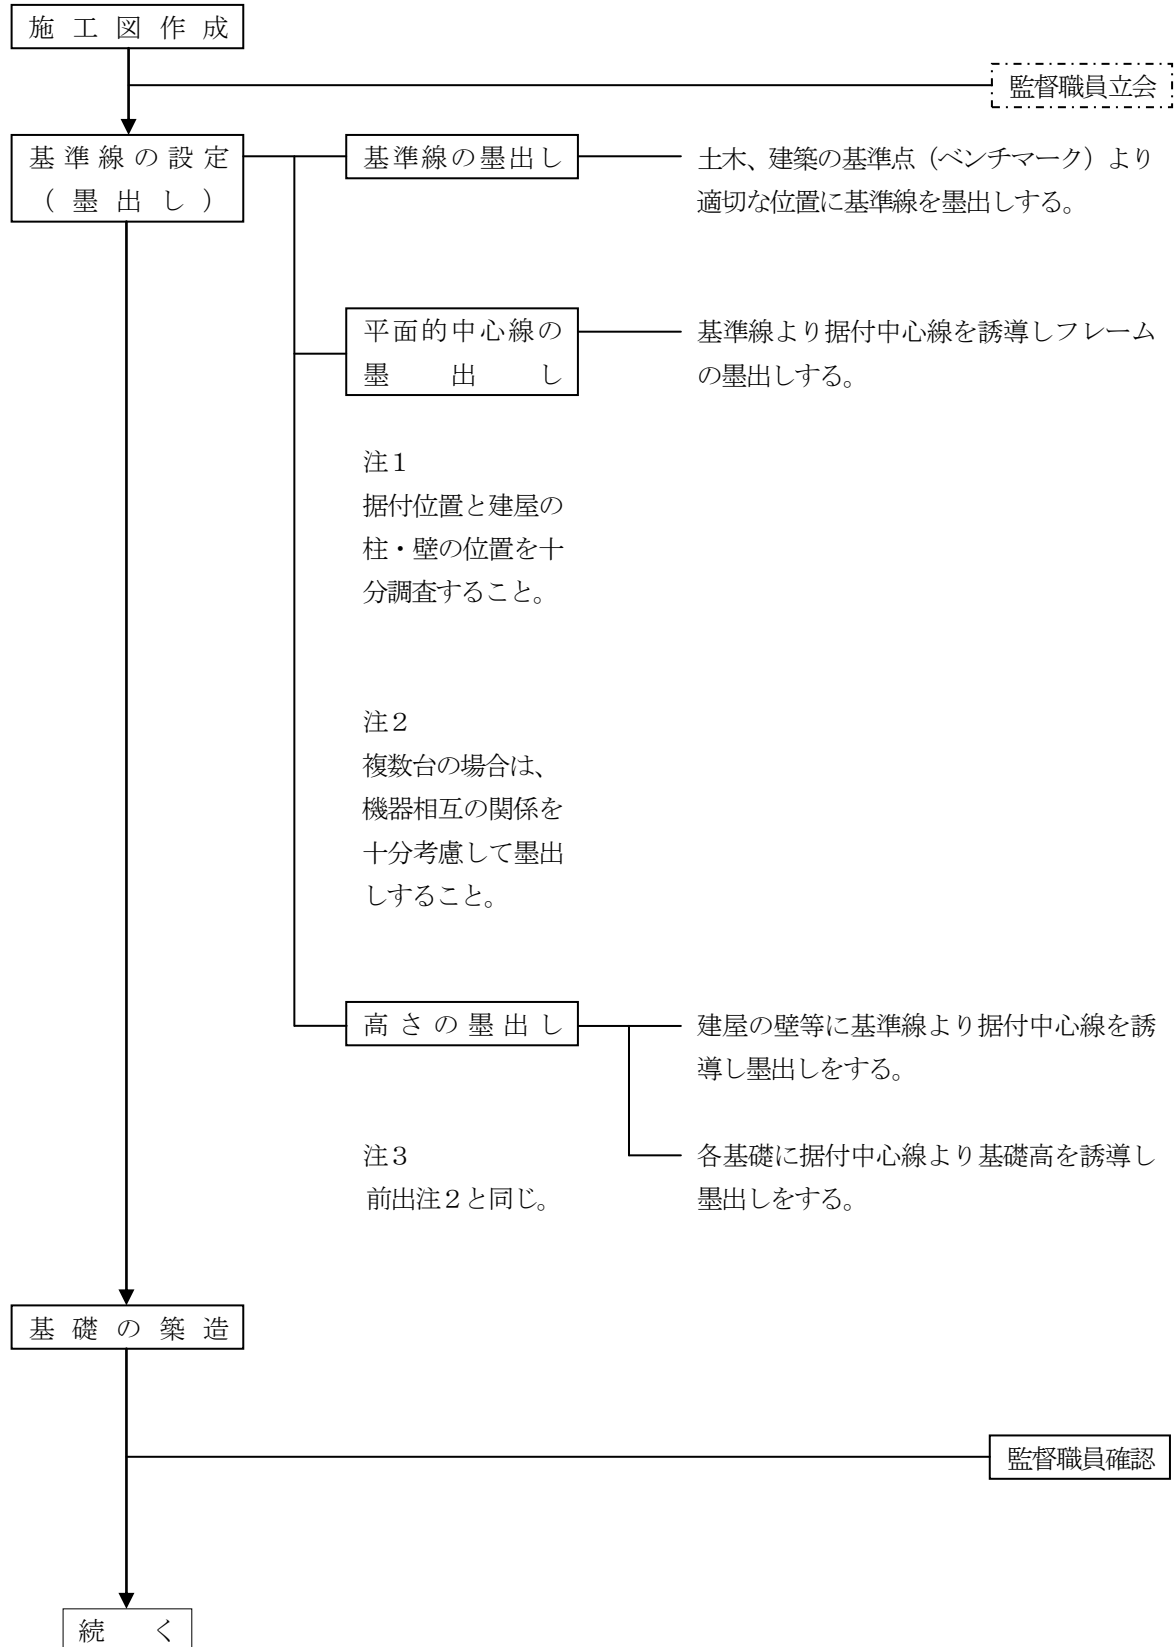 施工図作成
監督職員立会
基準線の設定
（墨出し）
基準線の墨出し
土木、建築の基準点（ベンチマーク）より
適切な位置に基準線を墨出しする。
平面的中心線の
墨出し
基準線より据付中心線を誘導しフレーム
の墨出しする。
注１
据付位置と建屋の
柱・壁の位置を十
分調査すること。
注２
複数台の場合は、
機器相互の関係を
十分考慮して墨出
しすること。
高さの墨出し
建屋の壁等に基準線より据付中心線を誘
導し墨出しをする。
注３
前出注２と同じ。
各基礎に据付中心線より基礎高を誘導し
墨出しをする。
基礎の築造
監督職員確認
続く